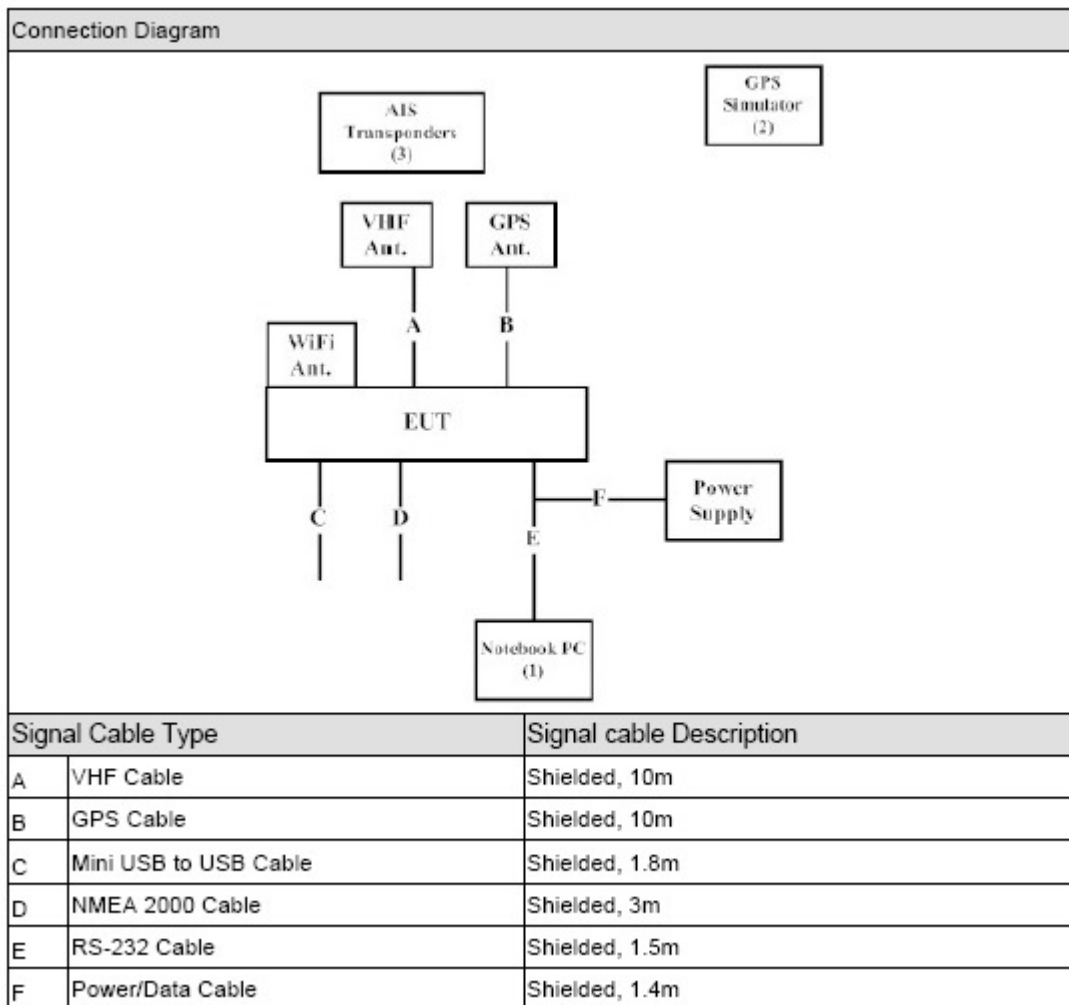 Connection Diagram
AIS
Transponders
(3)
GPS
Simulator
(2)
VHF
Ant.
GPS
Ant.
A
B
WiFi
Ant.
EUT
C
D
F
Power
Supply
E
Notebook PC
(1)
Signal Cable Type
Signal cable Description
A VHF Cable Shielded, 10m
B GPS Cable Shielded, 10m
C Mini USB to USB Cable Shielded, 1.8m
D NMEA 2000 Cable Shielded, 3m
E RS-232 Cable Shielded, 1.5m
F Power/Data Cable Shielded, 1.4m